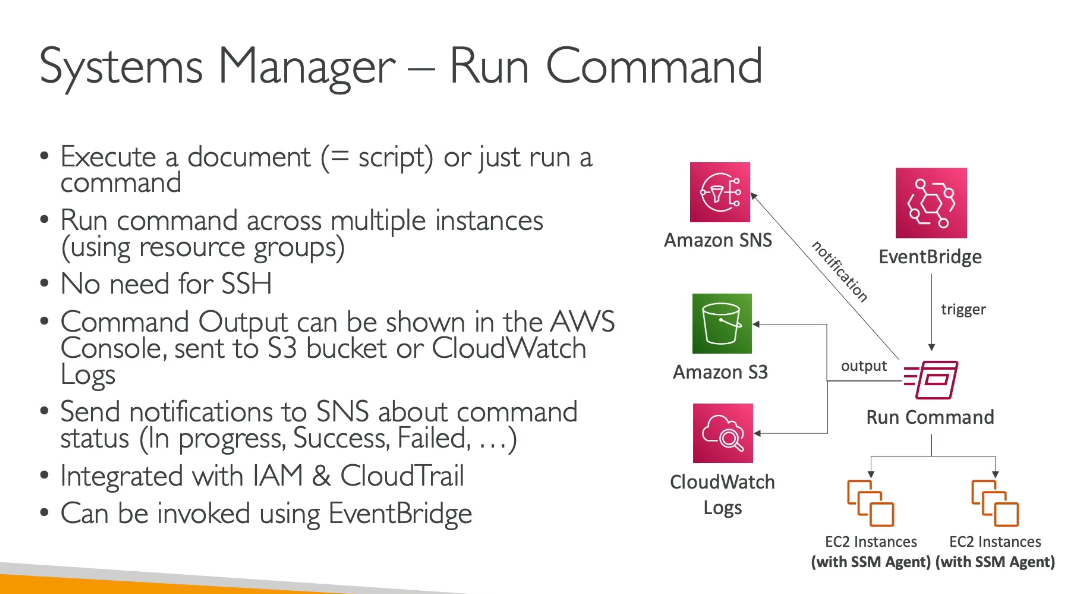 Systems Manager – Run Command
• Execute a document (= script) or just run a
command
• Run command across multiple instances
(using resource groups)
• No need for SSH
• Command Output can be shown in the AWS
Console, sent to S3 bucket or CloudWatch
Logs
• Send notifications to SNS about command
status (In progress, Success, Failed, …)
• Integrated with IAM & CloudTrail
• Can be invoked using EventBridge
Amazon SNS
EventBridge
notification
trigger
Amazon S3
output
Run Command
CloudWatch
Logs
EC2 Instances
(with SSM Agent)
EC2 Instances
(with SSM Agent)